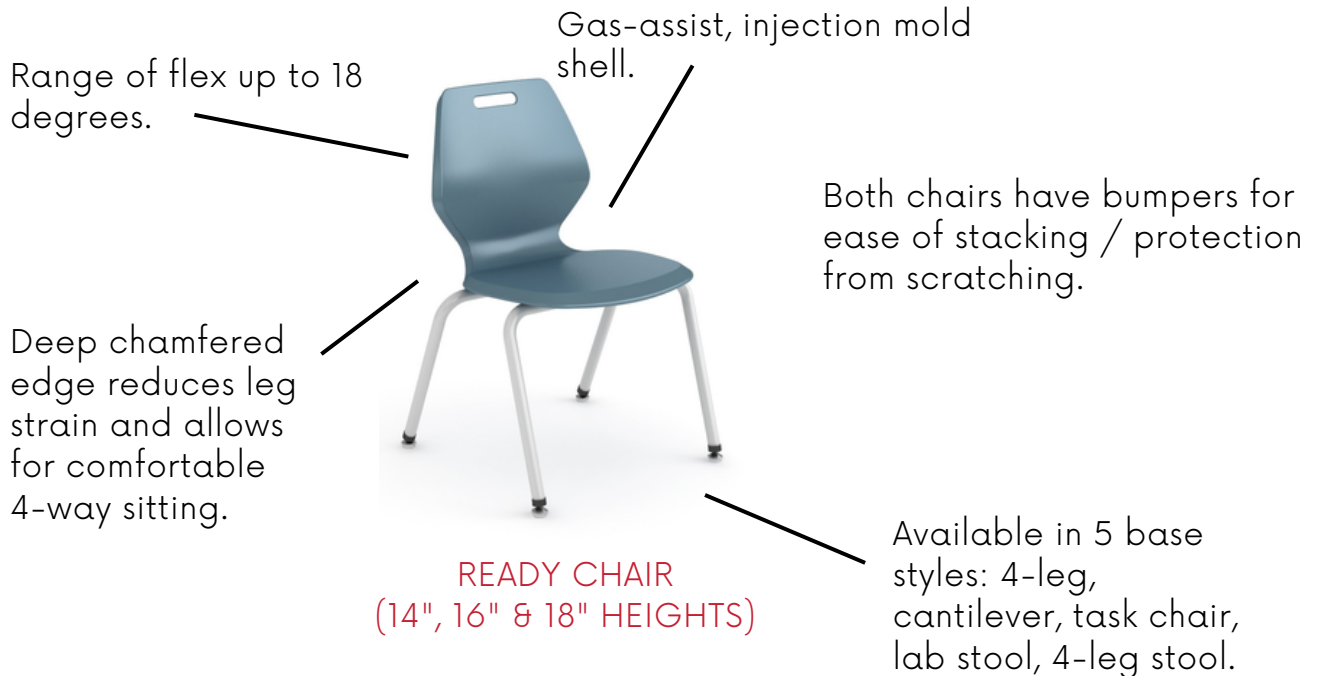 Gas-assist, injection mold
shell.
Range of flex up to 18
degrees.
Both chairs have bumpers for
ease of stacking / protection
from scratching.
Deep chamfered
edge reduces leg
strain and allows
for comfortable
4-way sitting.
Available in 5 base
styles: 4-leg,
cantilever, task chair,
lab stool, 4-leg stool.
READY CHAIR
(14", 16" & 18" HEIGHTS)